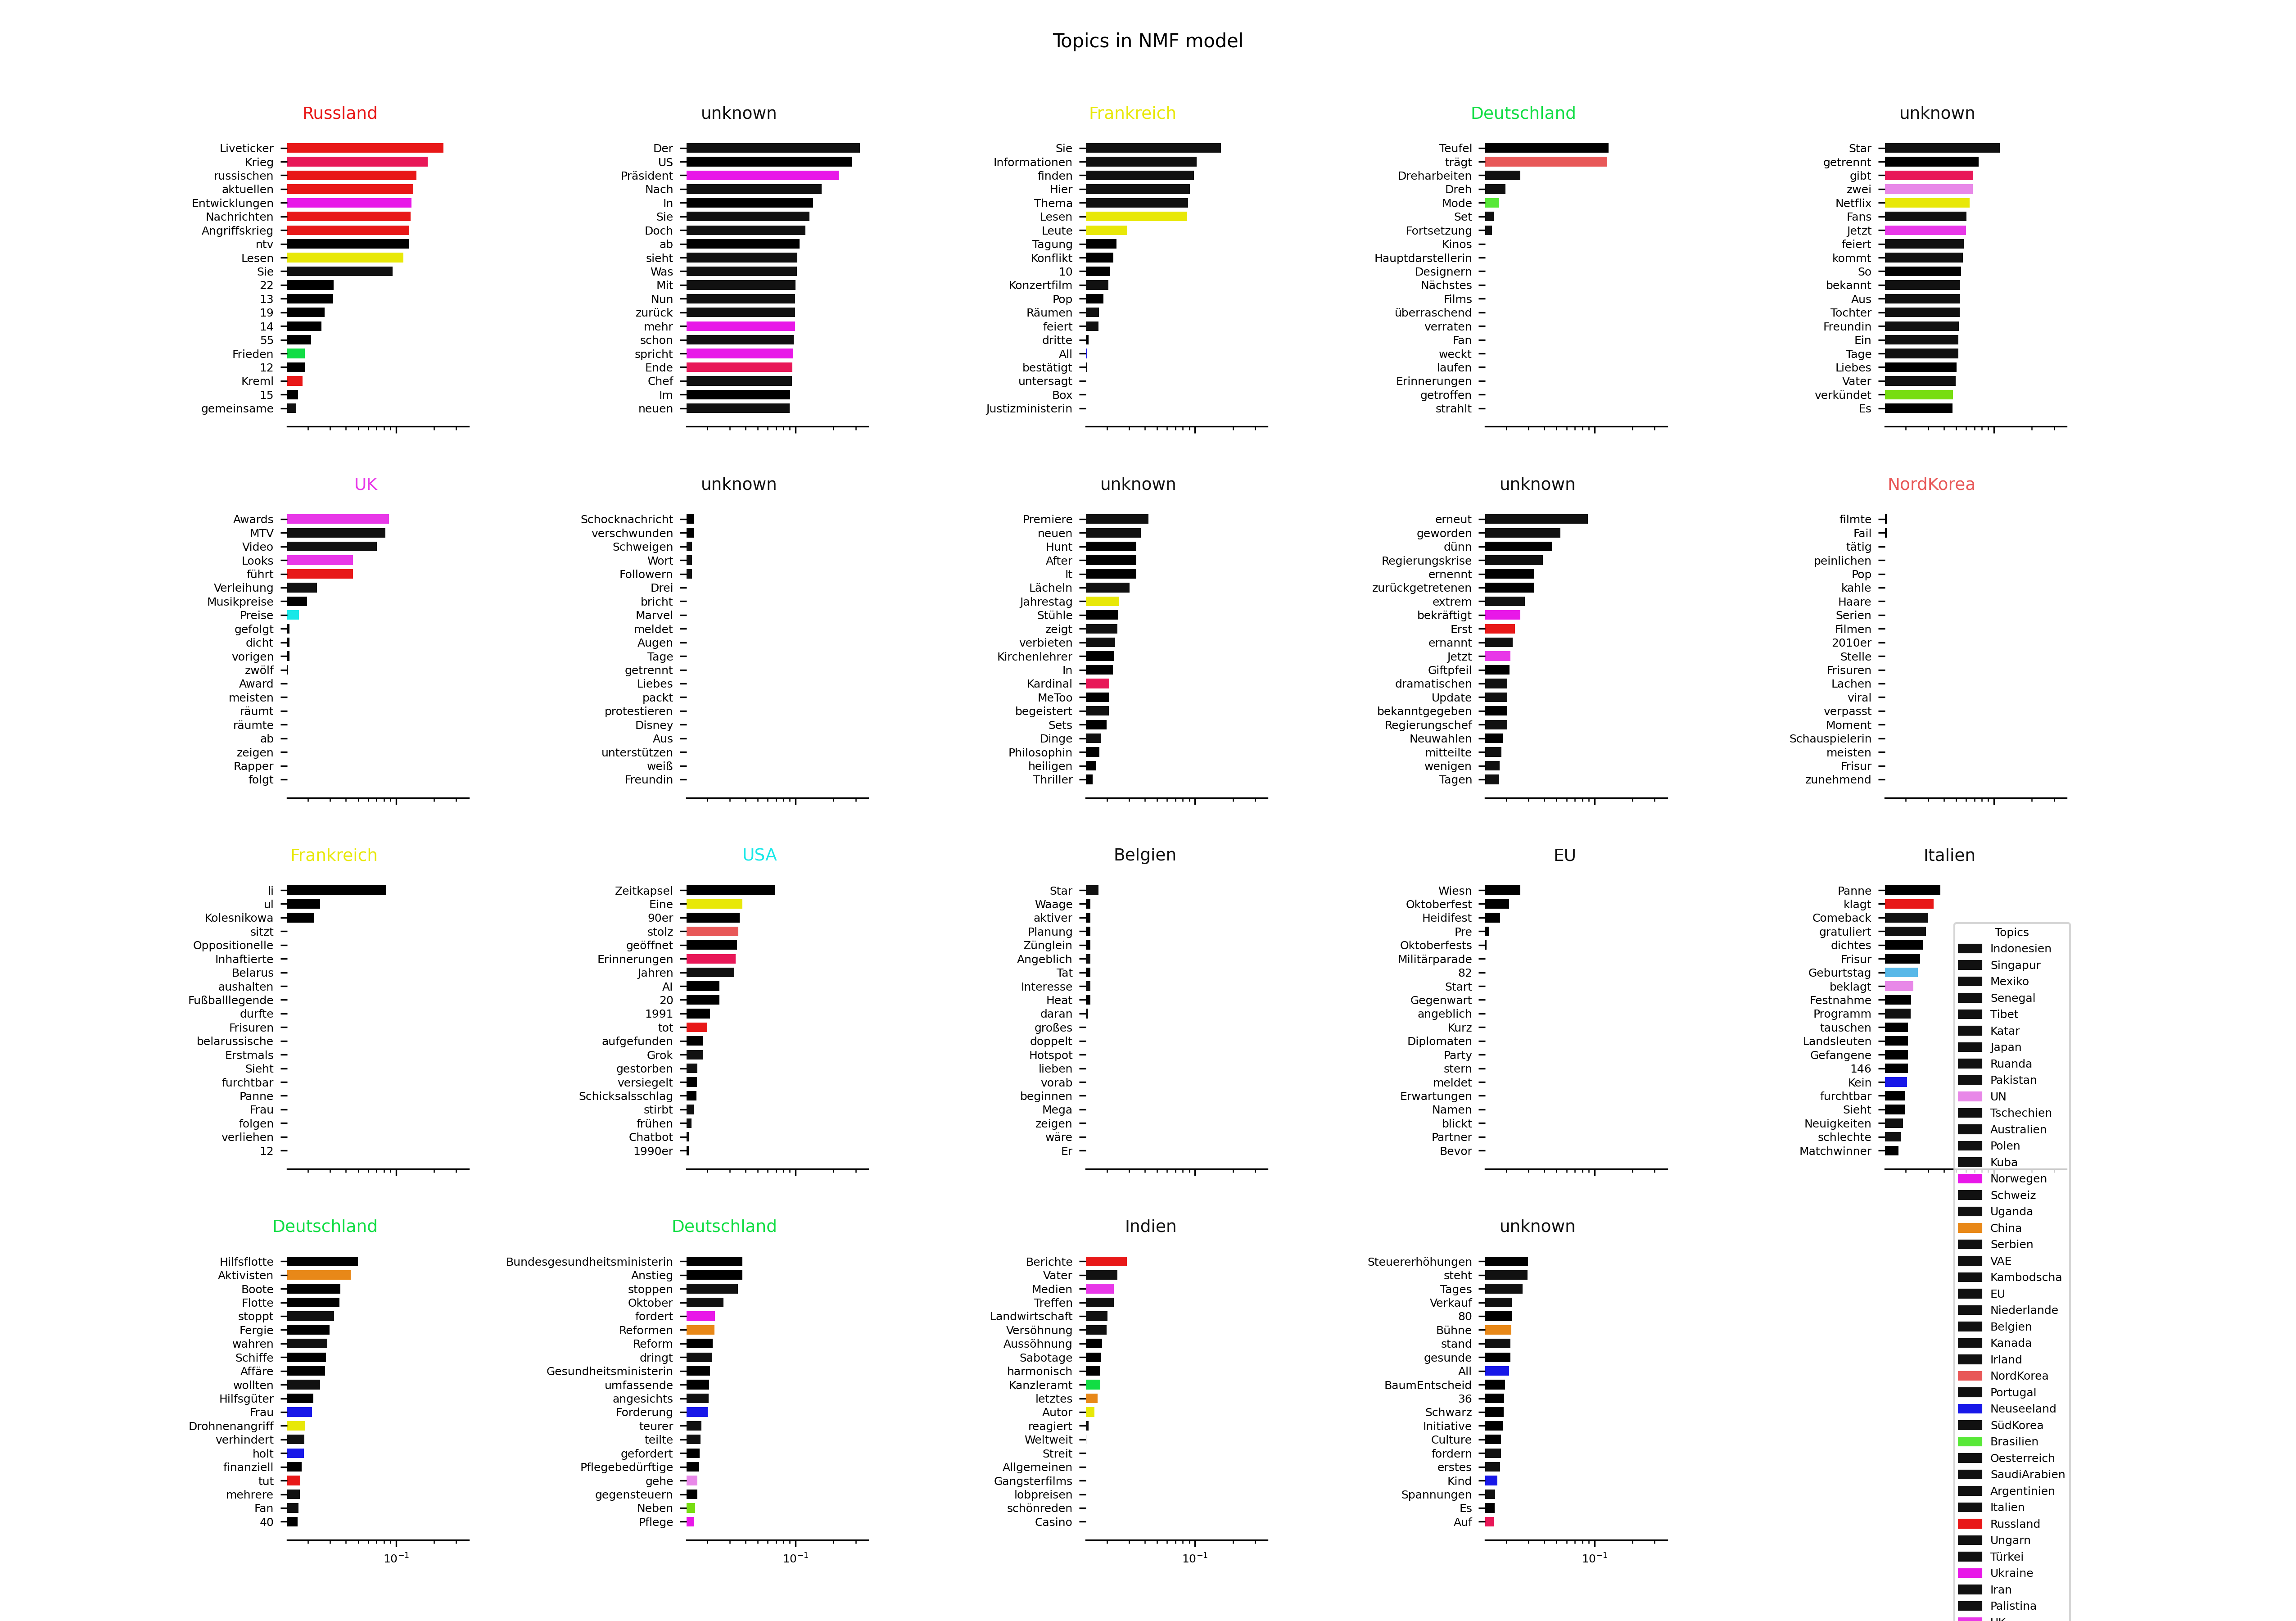 Topics in NMF model
Russland
Liveticker
Krieg
russischen
aktuellen
Entwicklungen
Nachrichten
Angriffskrieg
ntv
Lesen
Sie
22
13
19
14
55
Frieden
12
Kreml
15
gemeinsame
unknown
Der
US
Präsident
Nach
In
Sie
Doch
ab
sieht
Was
Mit
Nun
zurück
mehr
schon
spricht
Ende
Chef
Im
neuen
Frankreich
Sie
Informationen
finden
Hier
Thema
Lesen
Leute
Tagung
Konflikt
10
Konzertfilm
Pop
Räumen
feiert
dritte
All
bestätigt
untersagt
Box
Justizministerin
Deutschland
Teufel
trägt
Dreharbeiten
Dreh
Mode
Set
Fortsetzung
Kinos
Hauptdarstellerin
Designern
Nächstes
Films
überraschend
verraten
Fan
weckt
laufen
Erinnerungen
getroffen
strahlt
unknown
Star
getrennt
gibt
zwei
Netflix
Fans
Jetzt
feiert
kommt
So
bekannt
Aus
Tochter
Freundin
Ein
Tage
Liebes
Vater
verkündet
Es
UK
Awards
MTV
Video
Looks
führt
Verleihung
Musikpreise
Preise
gefolgt
dicht
vorigen
zwölf
Award
meisten
räumt
räumte
ab
zeigen
Rapper
folgt
unknown
Schocknachricht
verschwunden
Schweigen
Wort
Followern
Drei
bricht
Marvel
meldet
Augen
Tage
getrennt
Liebes
packt
protestieren
Disney
Aus
unterstützen
weiß
Freundin
unknown
Premiere
neuen
Hunt
After
It
Lächeln
Jahrestag
Stühle
zeigt
verbieten
Kirchenlehrer
In
Kardinal
MeToo
begeistert
Sets
Dinge
Philosophin
heiligen
Thriller
unknown
erneut
geworden
dünn
Regierungskrise
ernennt
zurückgetretenen
extrem
bekräftigt
Erst
ernannt
Jetzt
Giftpfeil
dramatischen
Update
bekanntgegeben
Regierungschef
Neuwahlen
mitteilte
wenigen
Tagen
NordKorea
filmte
Fail
tätig
peinlichen
Pop
kahle
Haare
Serien
Filmen
2010er
Stelle
Frisuren
Lachen
viral
verpasst
Moment
Schauspielerin
meisten
Frisur
zunehmend
Frankreich
li
ul
Kolesnikowa
sitzt
Oppositionelle
Inhaftierte
Belarus
aushalten
Fußballlegende
durfte
Frisuren
belarussische
Erstmals
Sieht
furchtbar
Panne
Frau
folgen
verliehen
12
USA
Zeitkapsel
Eine
90er
stolz
geöffnet
Erinnerungen
Jahren
AI
20
1991
tot
aufgefunden
Grok
gestorben
versiegelt
Schicksalsschlag
stirbt
frühen
Chatbot
1990er
Belgien
Star
Waage
aktiver
Planung
Zünglein
Angeblich
Tat
Interesse
Heat
daran
großes
doppelt
Hotspot
lieben
vorab
beginnen
Mega
zeigen
wäre
Er
EU
Wiesn
Oktoberfest
Heidifest
Pre
Oktoberfests
Militärparade
82
Start
Gegenwart
angeblich
Kurz
Diplomaten
Party
stern
meldet
Erwartungen
Namen
blickt
Partner
Bevor
Italien
Panne
klagt
Comeback
gratuliert
dichtes
Frisur
Geburtstag
beklagt
Festnahme
Programm
tauschen
Landsleuten
Gefangene
146
Kein
furchtbar
Sieht
Neuigkeiten
schlechte
Matchwinner
Deutschland
Hilfsflotte
Aktivisten
Boote
Flotte
stoppt
Fergie
wahren
Schiffe
Affäre
wollten
Hilfsgüter
Frau
Drohnenangriff
verhindert
holt
finanziell
tut
mehrere
Fan
40
10⁻¹
Deutschland
Bundesgesundheitsministerin
Anstieg
stoppen
Oktober
fordert
Reformen
Reform
dringt
Gesundheitsministerin
umfassende
angesichts
Forderung
teurer
teilte
gefordert
Pflegebedürftige
gehe
gegensteuern
Neben
Pflege
10⁻¹
Indien
Berichte
Vater
Medien
Treffen
Landwirtschaft
Versöhnung
Aussöhnung
Sabotage
harmonisch
Kanzleramt
letztes
Autor
reagiert
Weltweit
Streit
Allgemeinen
Gangsterfilms
lobpreisen
schönreden
Casino
10⁻¹
unknown
Steuererhöhungen
steht
Tages
Verkauf
80
Bühne
stand
gesunde
All
BaumEntscheid
36
Schwarz
Initiative
Culture
fordern
erstes
Kind
Spannungen
Es
Auf
10⁻¹
Topics
Indonesien
Singapur
Mexiko
Senegal
Tibet
Katar
Japan
Ruanda
Pakistan
UN
Tschechien
Australien
Polen
Kuba
Norwegen
Schweiz
Uganda
China
Serbien
VAE
Kambodscha
EU
Niederlande
Belgien
Kanada
Irland
NordKorea
Portugal
Neuseeland
SüdKorea
Brasilien
Oesterreich
SaudiArabien
Argentinien
Italien
Russland
Ungarn
Türkei
Ukraine
Iran
Palistina
UK